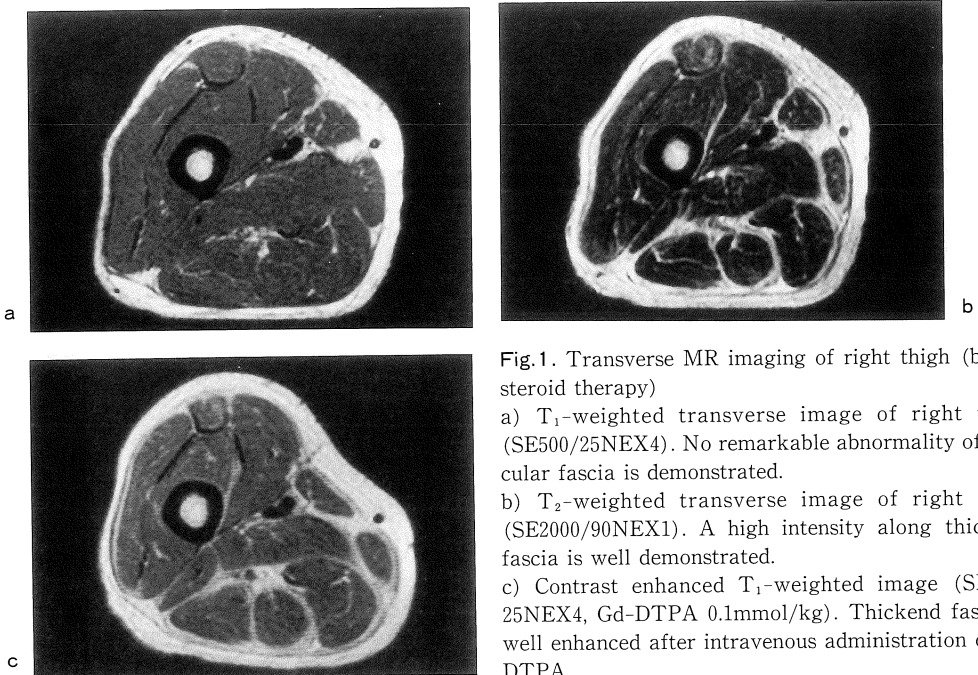 a
b
Fig.1. Transverse MR imaging of right thigh
steroid therapy)
a) T₁-weighted transverse image of right
(SE500/25NEX4). No remarkable abnormality of
cular fascia is demonstrated.
b) T₂-weighted transverse image of right
(SE2000/90NEX1). A high intensity along
fascia is well demonstrated.
c) Contrast enhanced T₁-weighted image
25NEX4, Gd-DTPA 0.1mmol/kg). Thickend
well enhanced after intravenous administration
DTPA
c